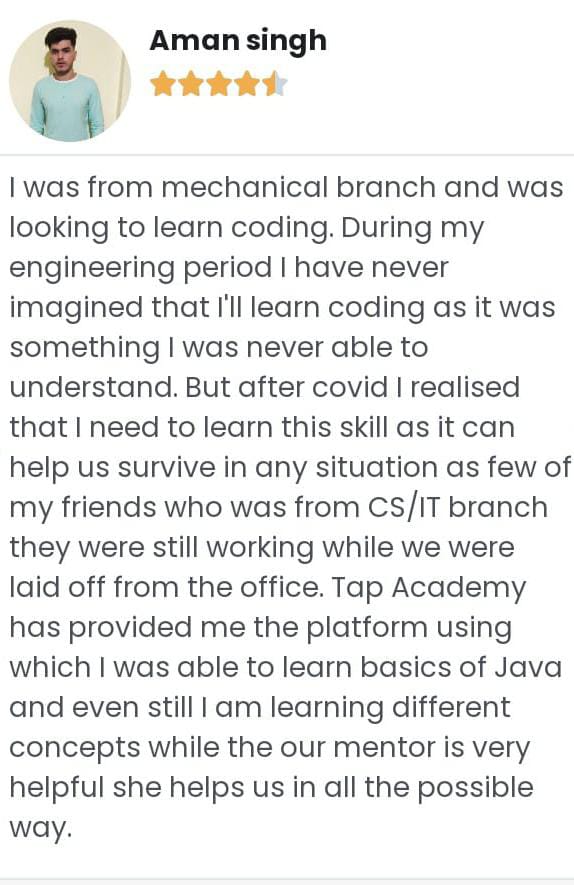 Aman singh
I was from mechanical branch and was
looking to learn coding. During my
engineering period I have never
imagined that I'll learn coding as it was
something I was never able to
understand. But after covid I realised
that I need to learn this skill as it can
help us survive in any situation as few of
my friends who was from CS/IT branch
they were still working while we were
laid off from the office. Tap Academy
has provided me the platform using
which I was able to learn basics of Java
and even still I am learning different
concepts while the our mentor is very
helpful she helps us in all the possible
way.